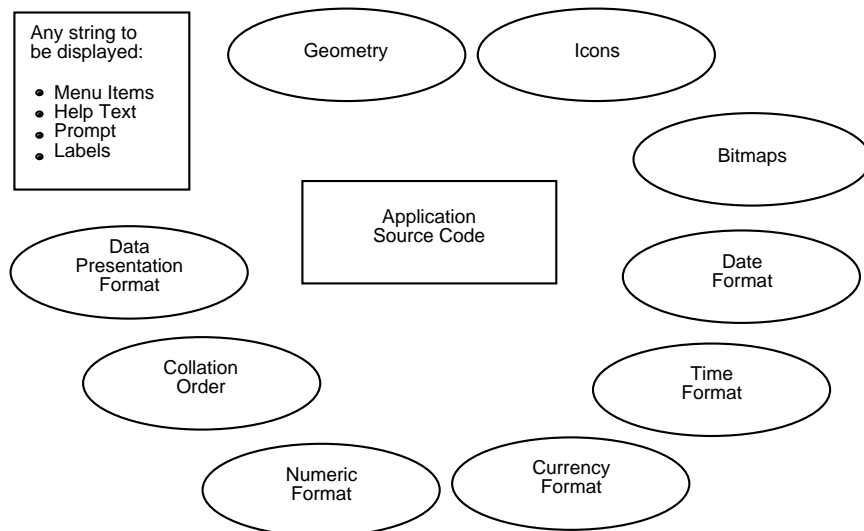 Any string to
be displayed:
Menu Items
Help Text
Prompt
Labels
Geometry
Icons
Bitmaps
Application
Source Code
Data
Presentation
Format
Date
Format
Collation
Order
Time
Format
Numeric
Format
Currency
Format